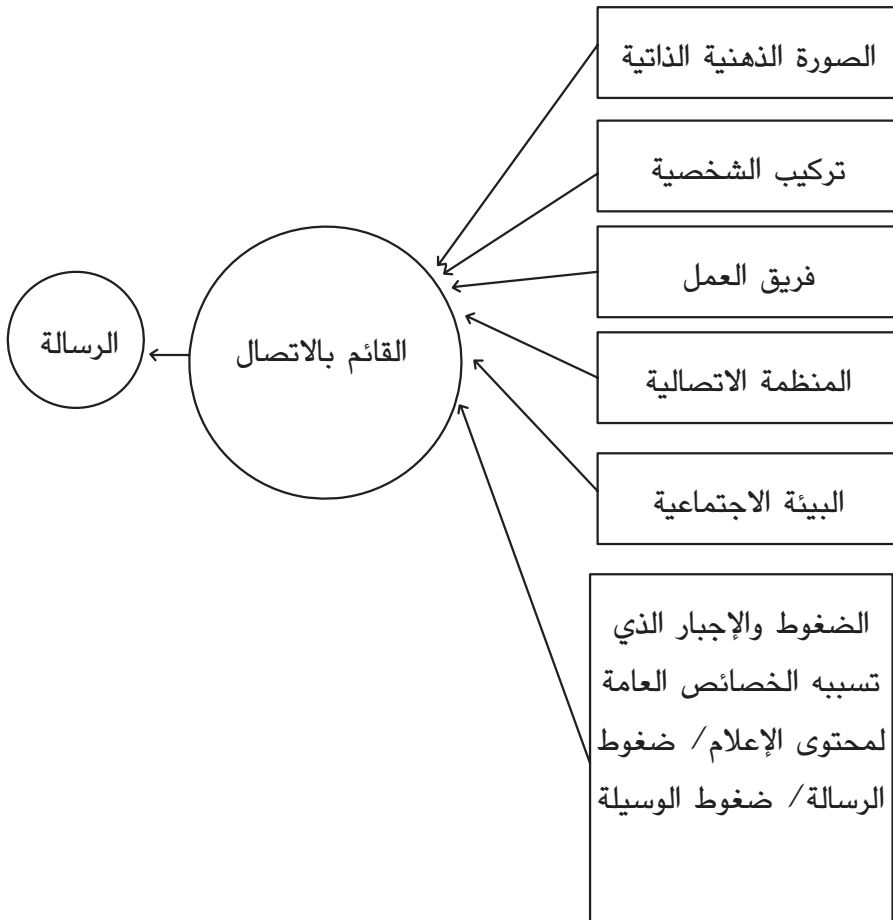 الصورة الذهنية الذاتية
تركيب الشخصية
فريق العمل
المنظمة الاتصالية
البيئة الاجتماعية
الضغوط والإجبار الذي
تسببه الخصائص العامة
لمحتوى الإعلام/ ضغوط
الرسالة/ ضغوط الوسيلة
القائم بالاتصال
الرسالة